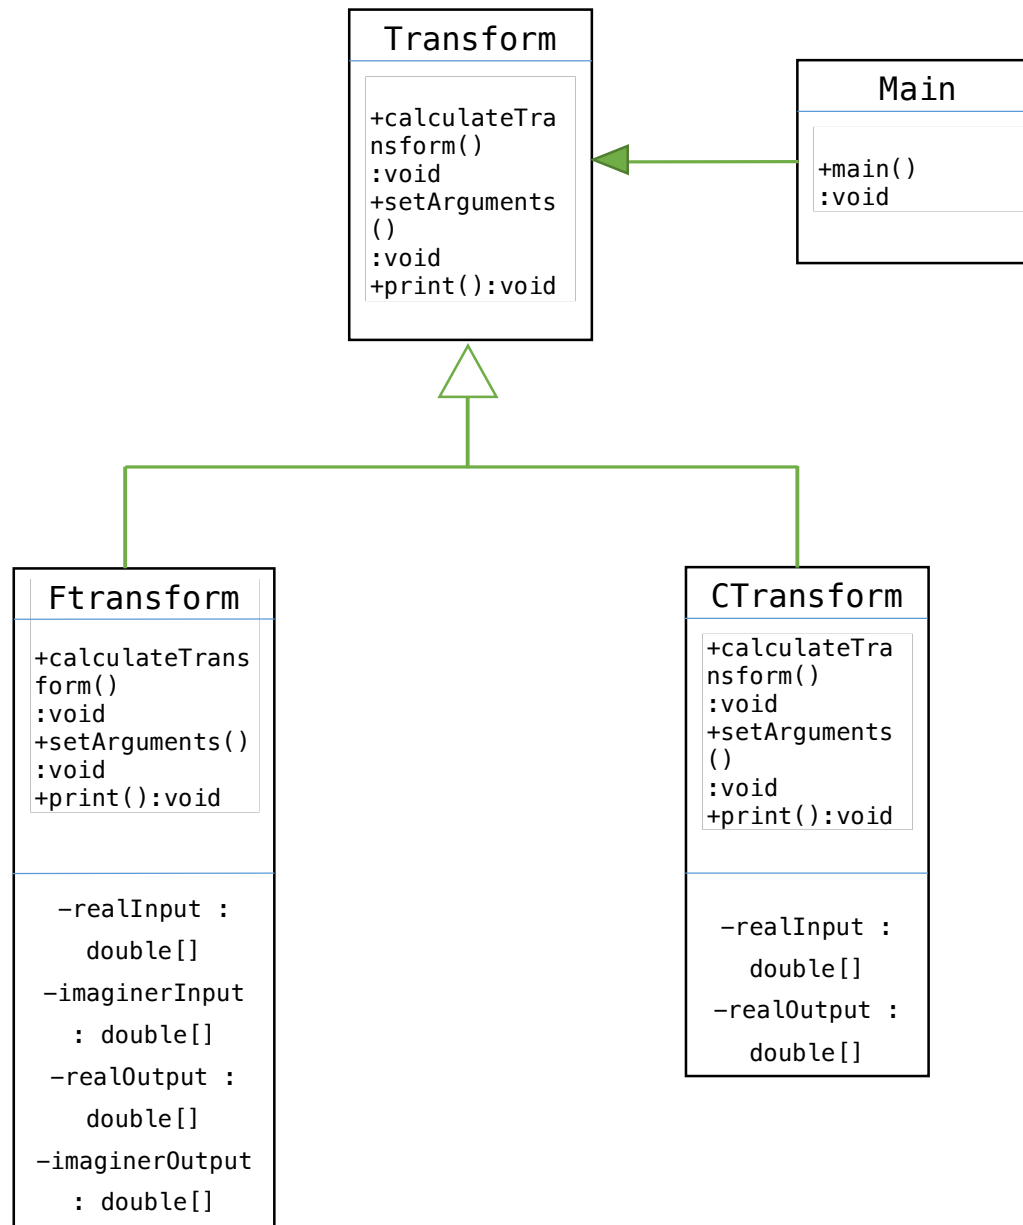 Transform
+calculateTra
nsform()
:void
+setArguments
()
:void
+print():void
Main
+main()
:void
Ftransform
+calculateTrans
form()
:void
+setArguments()
:void
+print():void
–realInput :
double[]
–imaginerInput
: double[]
–realOutput :
double[]
–imaginerOutput
: double[]
CTransform
+calculateTra
nsform()
:void
+setArguments
()
:void
+print():void
–realInput :
double[]
–realOutput :
double[]